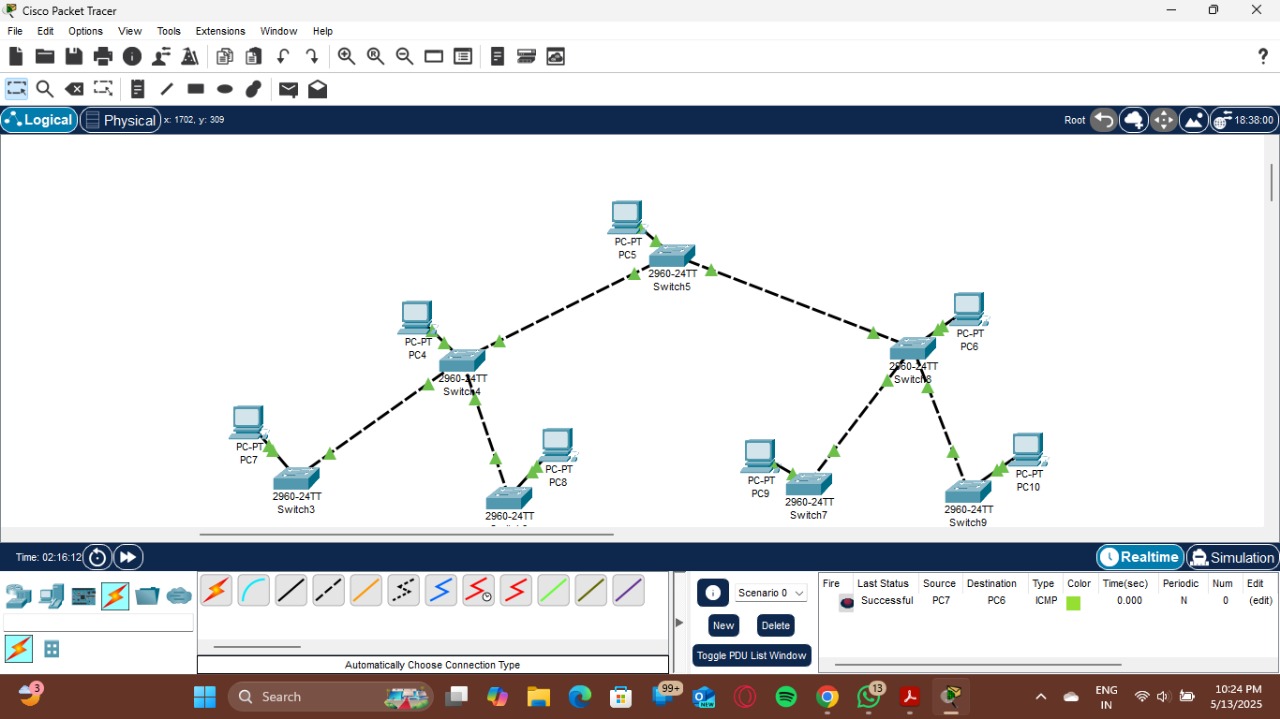 Cisco Packet Tracer
File Edit Options View Tools Extensions Window Help
?
Logical Physical x: 1702, y: 309 Root 18:38:00
PC-PT
PC5
2960-24TT
Switch5
PC-PT
PC4
2960-24TT
Switch4
PC-PT
PC6
2960-24TT
PC-PT
PC7
2960-24TT
Switch3
PC-PT
PC8
2960-24TT
PC-PT
PC9
2960-24TT
Switch7
PC-PT
PC10
2960-24TT
Switch9
Time: 02:16:12 Realtime Simulation
Scenario 0
New Delete
Toggle PDU List Window
Fire Last Status Source Destination Type Color Time(sec) Periodic Num Edit
Successful PC7 PC6 ICMP 0.000 N 0 (edit)
Automatically Choose Connection Type
3
Search
99+
NEW
13
ENG
IN
10:24 PM
5/13/2025